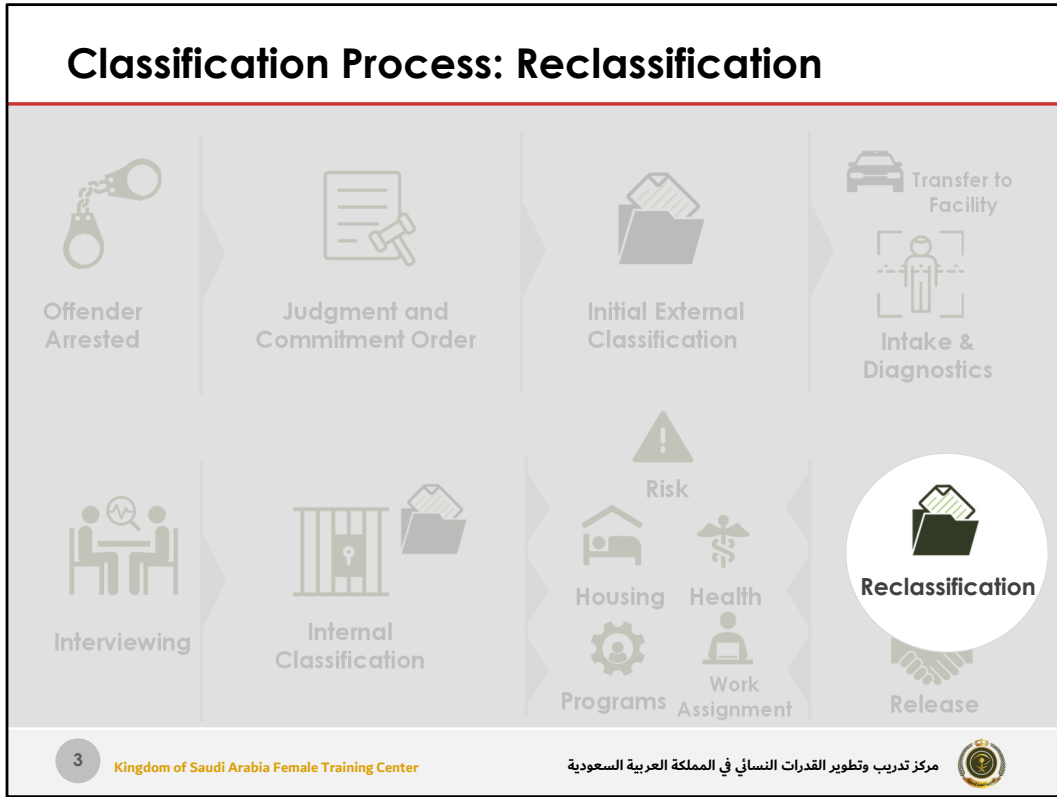 Classification Process: Reclassification
Offender
Arrested
Judgment and
Commitment Order
Initial External
Classification
Transfer to
Facility
Intake &
Diagnostics
Interviewing
Internal
Classification
Risk
Housing
Health
Programs
Work
Assignment
Reclassification
Release
3
Kingdom of Saudi Arabia Female Training Center
مركز تدريب وتطوير القدرات النسائي في المملكة العربية السعودية